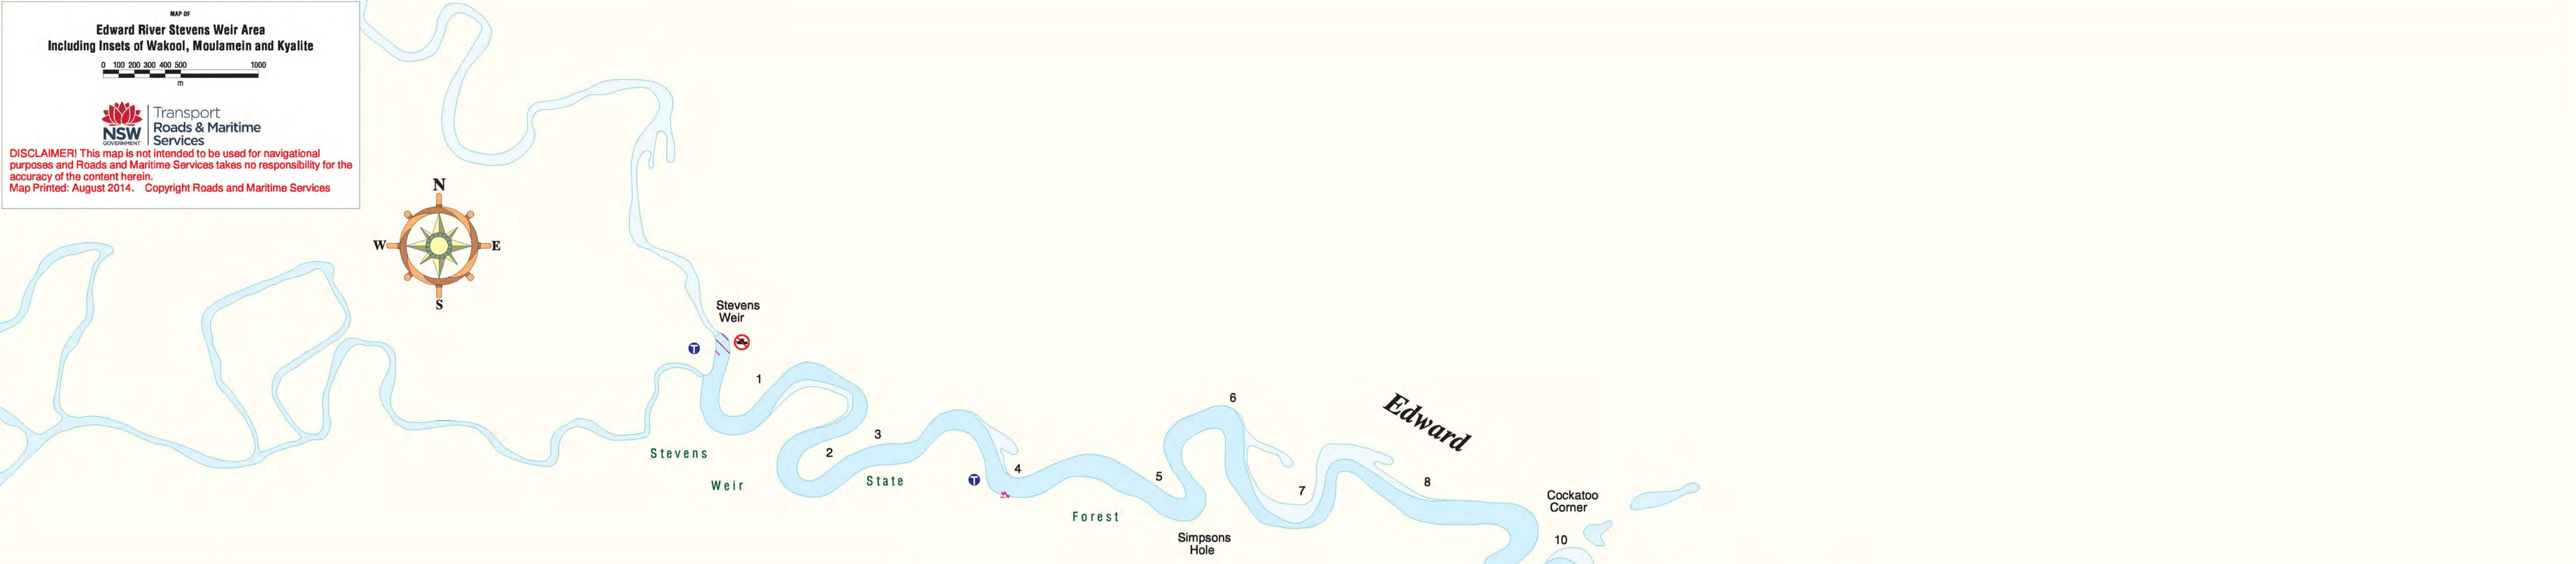 MAP OF
Edward River Stevens Weir Area
Including Insets of Wakool, Moulamein and Kyalite
0 100 200 300 400 500 1000
m
NSW
GOVERNMENT
Transport
Roads & Maritime
Services
DISCLAIMER! This map is not intended to be used for navigational
purposes and Roads and Maritime Services takes no responsibility for the
accuracy of the content herein.
Map Printed: August 2014. Copyright Roads and Maritime Services
N
W E
S
Stevens
Weir
T
1
2
3
Stevens
Weir
State
T
4
Forest
5
Simpsons
Hole
6
7
Edward
8
Cockatoo
Corner
10